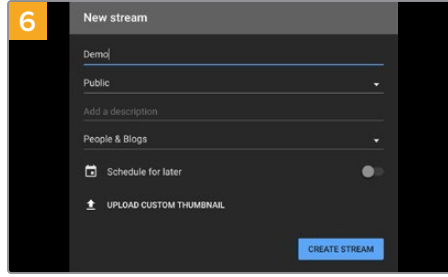 6
New stream
Demo
Public
Add a description
People & Blogs
Schedule for later
UPLOAD CUSTOM THUMBNAIL
CREATE STREAM